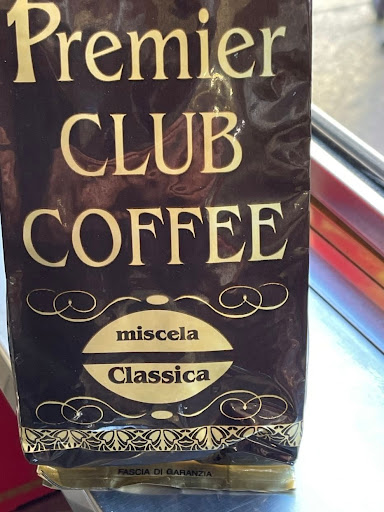 Premier
CLUB
COFFEE
miscela
Classica
FASCIA DI GARANZIA